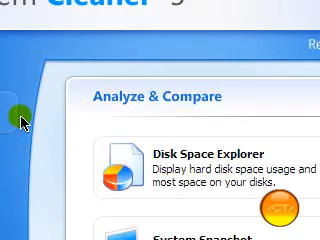 Cleaner
Analyze & Compare
Disk Space Explorer
Display hard disk space usage and
most space on your disks.
System Snapshot